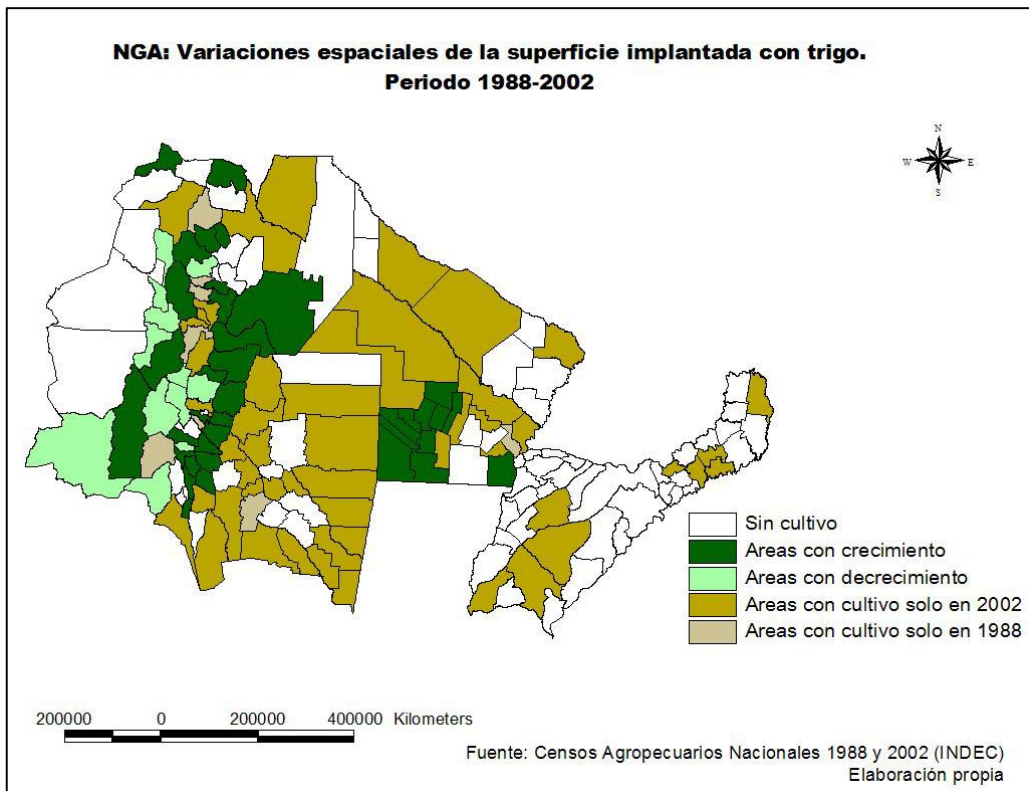 NGA: Variaciones espaciales de la superficie implantada con trigo.
Periodo 1988-2002
N
W
E
S
Sin cultivo
Areas con crecimiento
Areas con decrecimiento
Areas con cultivo solo en 2002
Areas con cultivo solo en 1988
200000 0 200000 400000 Kilometers
Fuente: Censos Agropecuarios Nacionales 1988 y 2002 (INDEC)
Elaboración propia